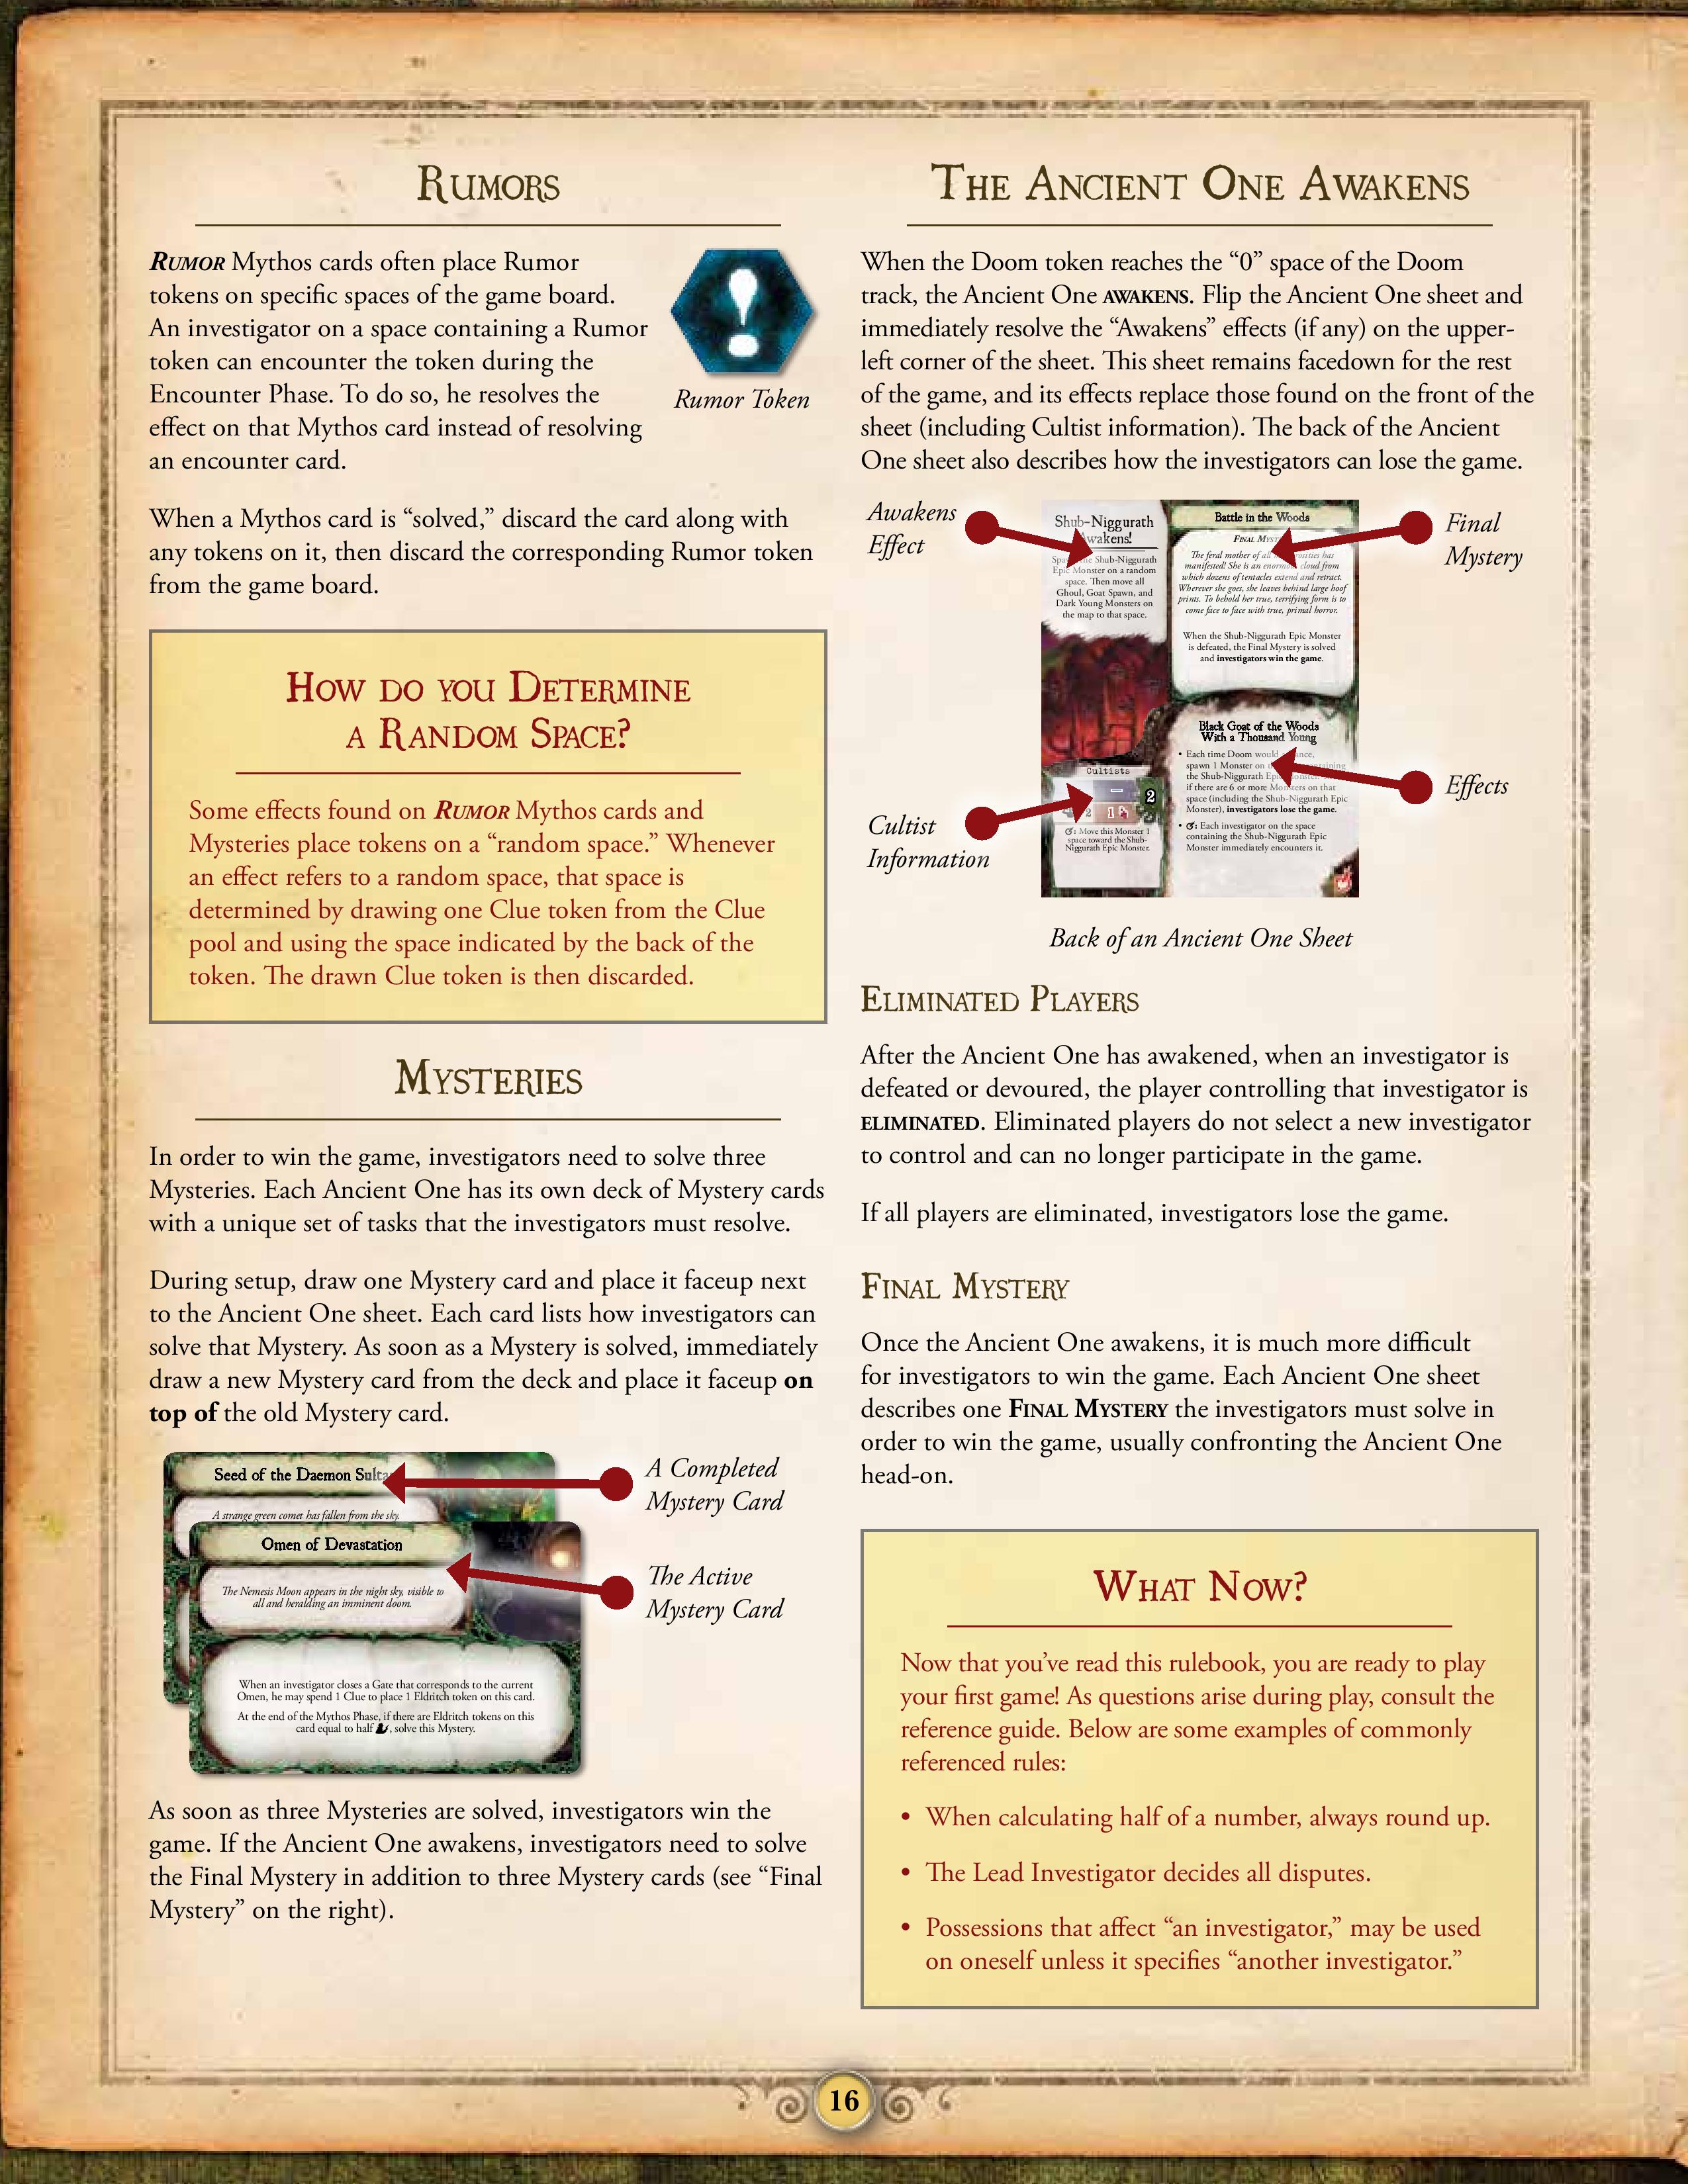 Rumors
Rumor Mythos cards often place Rumor
tokens on specific spaces of the game board.
An investigator on a space containing a Rumor
token can encounter the token during the
Encounter Phase. To do so, he resolves the
effect on that Mythos card instead of resolving
an encounter card.
Rumor Token
When a Mythos card is “solved,” discard the card along with
any tokens on it, then discard the corresponding Rumor token
from the game board.
How do you Determine
a Random Space?
Some effects found on Rumor Mythos cards and
Mysteries place tokens on a “random space.” Whenever
an effect refers to a random space, that space is
determined by drawing one Clue token from the Clue
pool and using the space indicated by the back of the
token. The drawn Clue token is then discarded.
Mysteries
In order to win the game, investigators need to solve three
Mysteries. Each Ancient One has its own deck of Mystery cards
with a unique set of tasks that the investigators must resolve.
During setup, draw one Mystery card and place it faceup next
to the Ancient One sheet. Each card lists how investigators can
solve that Mystery. As soon as a Mystery is solved, immediately
draw a new Mystery card from the deck and place it faceup on
top of the old Mystery card.
Seed of the Daemon
A strange green comet has fallen from the sky.
A Completed
Mystery Card
Omen of Devastation
The Nemesis Moon appears in the night sky, visible to
all and heralding an imminent doom.
The Active
Mystery Card
When an investigator closes a Gate that corresponds to the current
Omen, he may spend 1 Clue to place 1 Eldritch token on this card.
At the end of the Mythos Phase, if there are Eldritch tokens on this
card equal to half , solve this Mystery.
As soon as three Mysteries are solved, investigators win the
game. If the Ancient One awakens, investigators need to solve
the Final Mystery in addition to three Mystery cards (see “Final
Mystery” on the right).
The Ancient One Awakens
When the Doom token reaches the “0” space of the Doom
track, the Ancient One awakens. Flip the Ancient One sheet and
immediately resolve the “Awakens” effects (if any) on the upper-
left corner of the sheet. This sheet remains facedown for the rest
of the game, and its effects replace those found on the front of the
sheet (including Cultist information). The back of the Ancient
One sheet also describes how the investigators can lose the game.
Awakens
Effect
Shub-Niggurath
Awakens!
Shub-Niggurath
Epic Monster on a random
space. Then move all
Ghoul, Goat Spawn, and
Dark Young Monsters on
the map to that space.
Cultists
–
2
2
1
: Move this Monster 1
space toward the Shub-
Niggurath Epic Monster.
Cultist
Information
Battle in the Woods
Final
The feral mother of all has
manifested! She is an enormous cloud from
which dozens of tentacles extend and retract.
Wherever she goes, she leaves behind large hoof
prints. To behold her true, terrifying form is to
come face to face with true, primal horror.
When the Shub-Niggurath Epic Monster
is defeated, the Final Mystery is solved
and investigators win the game.
Final
Mystery
Black Goat of the Woods
With a Thousand Young
• Each time Doom would
spawn 1 Monster on
the Shub-Niggurath
if there are 6 or more Monsters on that
space (including the Shub-Niggurath Epic
Monster), investigators lose the game.
• : Each investigator on the space
containing the Shub-Niggurath Epic
Monster immediately encounters it.
Effects
Back of an Ancient One Sheet
Eliminated Players
After the Ancient One has awakened, when an investigator is
defeated or devoured, the player controlling that investigator is
eliminated. Eliminated players do not select a new investigator
to control and can no longer participate in the game.
If all players are eliminated, investigators lose the game.
Final Mystery
Once the Ancient One awakens, it is much more difficult
for investigators to win the game. Each Ancient One sheet
describes one Final Mystery the investigators must solve in
order to win the game, usually confronting the Ancient One
head-on.
What Now?
Now that you’ve read this rulebook, you are ready to play
your first game! As questions arise during play, consult the
reference guide. Below are some examples of commonly
referenced rules:
• When calculating half of a number, always round up.
• The Lead Investigator decides all disputes.
• Possessions that affect “an investigator,” may be used
on oneself unless it specifies “another investigator.”
16